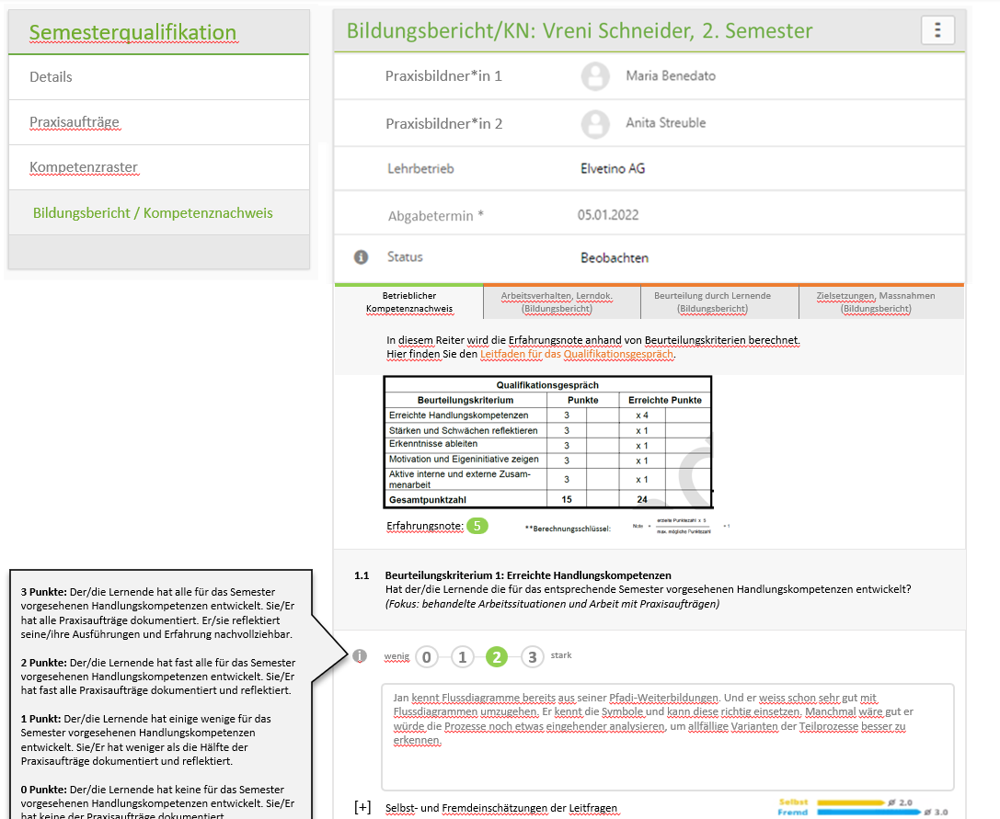 Semesterqualifikation
Details
Praxisaufträge
Kompetenzraster
Bildungsbericht / Kompetenznachweis
Bildungsbericht/KN: Vreni Schneider, 2. Semester
Praxisbildner*in 1 Maria Benedato
Praxisbildner*in 2 Anita Streuble
Lehrbetrieb Elvetino AG
Abgabetermin * 05.01.2022
i Status Beobachten
Betrieblicher
Kompetenznachweis
Arbeitsverhalten, Lerndok.
(Bildungsbericht)
Beurteilung durch Lernende
(Bildungsbericht)
Zielsetzungen, Massnahmen
(Bildungsbericht)
In diesem Reiter wird die Erfahrungsnote anhand von Beurteilungskriterien berechnet.
Hier finden Sie den Leitfaden für das Qualifikationsgespräch.
Qualifikationsgespräch
Beurteilungskriterium Punkte Erreichte Punkte
Erreichte Handlungskompetenzen 3 x 4
Stärken und Schwächen reflektieren 3 x 1
Erkenntnisse ableiten 3 x 1
Motivation und Eigeninitiative zeigen 3 x 1
Aktive interne und externe Zusam-
menarbeit 3 x 1
Gesamtpunktzahl 15 24
Erfahrungsnote: 5 **Berechnungsschlüssel: Note = erzielte Punktezahl x 5
max. mögliche Punktezahl + 1
1.1 Beurteilungskriterium 1: Erreichte Handlungskompetenzen
Hat der/die Lernende die für das entsprechende Semester vorgesehenen Handlungskompetenzen entwickelt?
(Fokus: behandelte Arbeitssituationen und Arbeit mit Praxisaufträgen)
i wenig 0 1 2 3 stark
Jan kennt Flussdiagramme bereits aus seiner Pfadi-Weiterbildungen. Und er weiss schon sehr gut mit
Flussdiagrammen umzugehen. Er kennt die Symbole und kann diese richtig einsetzen. Manchmal wäre gut er
würde die Prozesse noch etwas eingehender analysieren, um allfällige Varianten der Teilprozesse besser zu
erkennen.
[+] Selbst- und Fremdeinschätzungen der Leitfragen
Selbst ø 2.0
Fremd ø 3.0
3 Punkte: Der/die Lernende hat alle für das Semester
vorgesehenen Handlungskompetenzen entwickelt. Sie/Er
hat alle Praxisaufträge dokumentiert. Er/sie reflektiert
seine/ihre Ausführungen und Erfahrung nachvollziehbar.
2 Punkte: Der/die Lernende hat fast alle für das Semester
vorgesehenen Handlungskompetenzen entwickelt. Sie/Er
hat fast alle Praxisaufträge dokumentiert und reflektiert.
1 Punkt: Der/die Lernende hat einige wenige für das
Semester vorgesehenen Handlungskompetenzen
entwickelt. Sie/Er hat weniger als die Hälfte der
Praxisaufträge dokumentiert und reflektiert.
0 Punkte: Der/die Lernende hat keine für das Semester
vorgesehenen Handlungskompetenzen entwickelt. Sie/Er
hat keine der Praxisaufträge dokumentiert